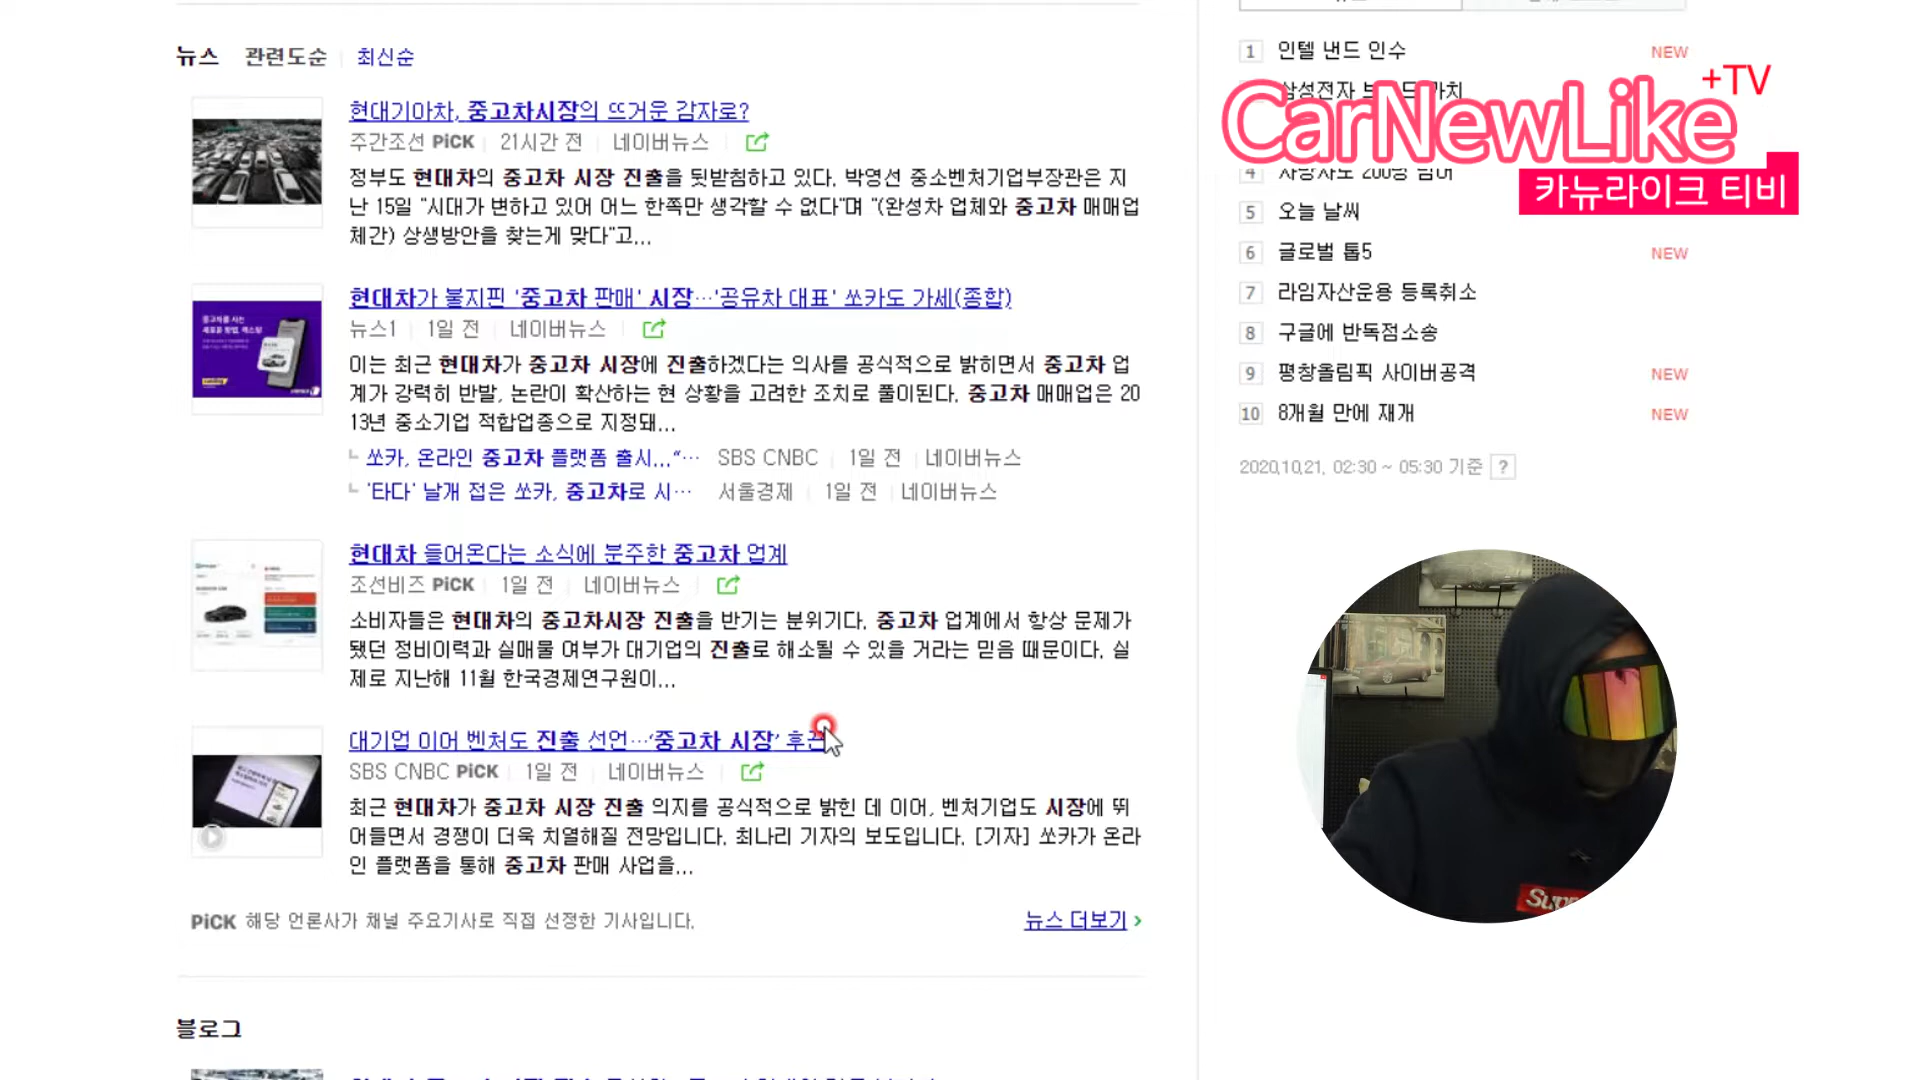 뉴스 관련도순 최신순
현대기아차, 중고차시장의 뜨거운 감자로?
주간조선 PiCK 21시간 전 네이버뉴스
정부도 현대차의 중고차 시장 진출을 뒷받침하고 있다. 박영선 중소벤처기업부장관은 지
난 15일 "시대가 변하고 있어 어느 한쪽만 생각할 수 없다"며 "(완성차 업체와 중고차 매매업
체간) 상생방안을 찾는게 맞다"고...
현대차가 불지핀 '중고차 판매' 시장…'공유차 대표' 쏘카도 가세(종합)
뉴스1 1일 전 네이버뉴스
이는 최근 현대차가 중고차 시장에 진출하겠다는 의사를 공식적으로 밝히면서 중고차 업
계가 강력히 반발, 논란이 확산하는 현 상황을 고려한 조치로 풀이된다. 중고차 매매업은 20
13년 중소기업 적합업종으로 지정돼...
쏘카, 온라인 중고차 플랫폼 출시..."… SBS CNBC 1일 전 네이버뉴스
'타다' 날개 접은 쏘카, 중고차로 시… 서울경제 1일 전 네이버뉴스
현대차 들어온다는 소식에 분주한 중고차 업계
조선비즈 PiCK 1일 전 네이버뉴스
소비자들은 현대차의 중고차시장 진출을 반기는 분위기다. 중고차 업계에서 항상 문제가
됐던 정비이력과 실매물 여부가 대기업의 진출로 해소될 수 있을 거라는 믿음 때문이다. 실
제로 지난해 11월 한국경제연구원이...
대기업 이어 벤처도 진출 선언…'중고차 시장' 후끈
SBS CNBC PiCK 1일 전 네이버뉴스
최근 현대차가 중고차 시장 진출 의지를 공식적으로 밝힌 데 이어, 벤처기업도 시장에 뛰
어들면서 경쟁이 더욱 치열해질 전망입니다. 최나리 기자의 보도입니다. [기자] 쏘카가 온라
인 플랫폼을 통해 중고차 판매 사업을...
PiCK 해당 언론사가 채널 주요기사로 직접 선정한 기사입니다.
뉴스 더보기
블로그
1 인텔 낸드 인수 NEW
삼성전자
CarNewLike +TV
카뉴라이크 티비
4
5 오늘 날씨
6 글로벌 톱5 NEW
7 라임자산운용 등록취소
8 구글에 반독점소송
9 평창올림픽 사이버공격 NEW
10 8개월 만에 재개 NEW
2020.10.21. 02:30 ~ 05:30 기준 ?